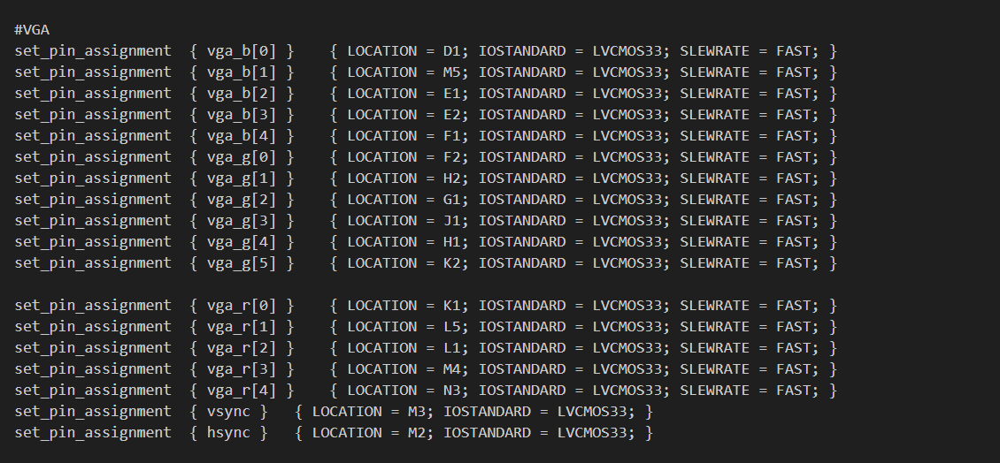 #VGA
set_pin_assignment  { vga_b[0] }    { LOCATION = D1; IOSTANDARD = LVCMOS33; SLEWRATE = FAST; }
set_pin_assignment  { vga_b[1] }    { LOCATION = M5; IOSTANDARD = LVCMOS33; SLEWRATE = FAST; }
set_pin_assignment  { vga_b[2] }    { LOCATION = E1; IOSTANDARD = LVCMOS33; SLEWRATE = FAST; }
set_pin_assignment  { vga_b[3] }    { LOCATION = E2; IOSTANDARD = LVCMOS33; SLEWRATE = FAST; }
set_pin_assignment  { vga_b[4] }    { LOCATION = F1; IOSTANDARD = LVCMOS33; SLEWRATE = FAST; }
set_pin_assignment  { vga_g[0] }    { LOCATION = F2; IOSTANDARD = LVCMOS33; SLEWRATE = FAST; }
set_pin_assignment  { vga_g[1] }    { LOCATION = H2; IOSTANDARD = LVCMOS33; SLEWRATE = FAST; }
set_pin_assignment  { vga_g[2] }    { LOCATION = G1; IOSTANDARD = LVCMOS33; SLEWRATE = FAST; }
set_pin_assignment  { vga_g[3] }    { LOCATION = J1; IOSTANDARD = LVCMOS33; SLEWRATE = FAST; }
set_pin_assignment  { vga_g[4] }    { LOCATION = H1; IOSTANDARD = LVCMOS33; SLEWRATE = FAST; }
set_pin_assignment  { vga_g[5] }    { LOCATION = K2; IOSTANDARD = LVCMOS33; SLEWRATE = FAST; }
set_pin_assignment  { vga_r[0] }    { LOCATION = K1; IOSTANDARD = LVCMOS33; SLEWRATE = FAST; }
set_pin_assignment  { vga_r[1] }    { LOCATION = L5; IOSTANDARD = LVCMOS33; SLEWRATE = FAST; }
set_pin_assignment  { vga_r[2] }    { LOCATION = L1; IOSTANDARD = LVCMOS33; SLEWRATE = FAST; }
set_pin_assignment  { vga_r[3] }    { LOCATION = M4; IOSTANDARD = LVCMOS33; SLEWRATE = FAST; }
set_pin_assignment  { vga_r[4] }    { LOCATION = N3; IOSTANDARD = LVCMOS33; SLEWRATE = FAST; }
set_pin_assignment  { vsync }   { LOCATION = M3; IOSTANDARD = LVCMOS33; }
set_pin_assignment  { hsync }   { LOCATION = M2; IOSTANDARD = LVCMOS33; }